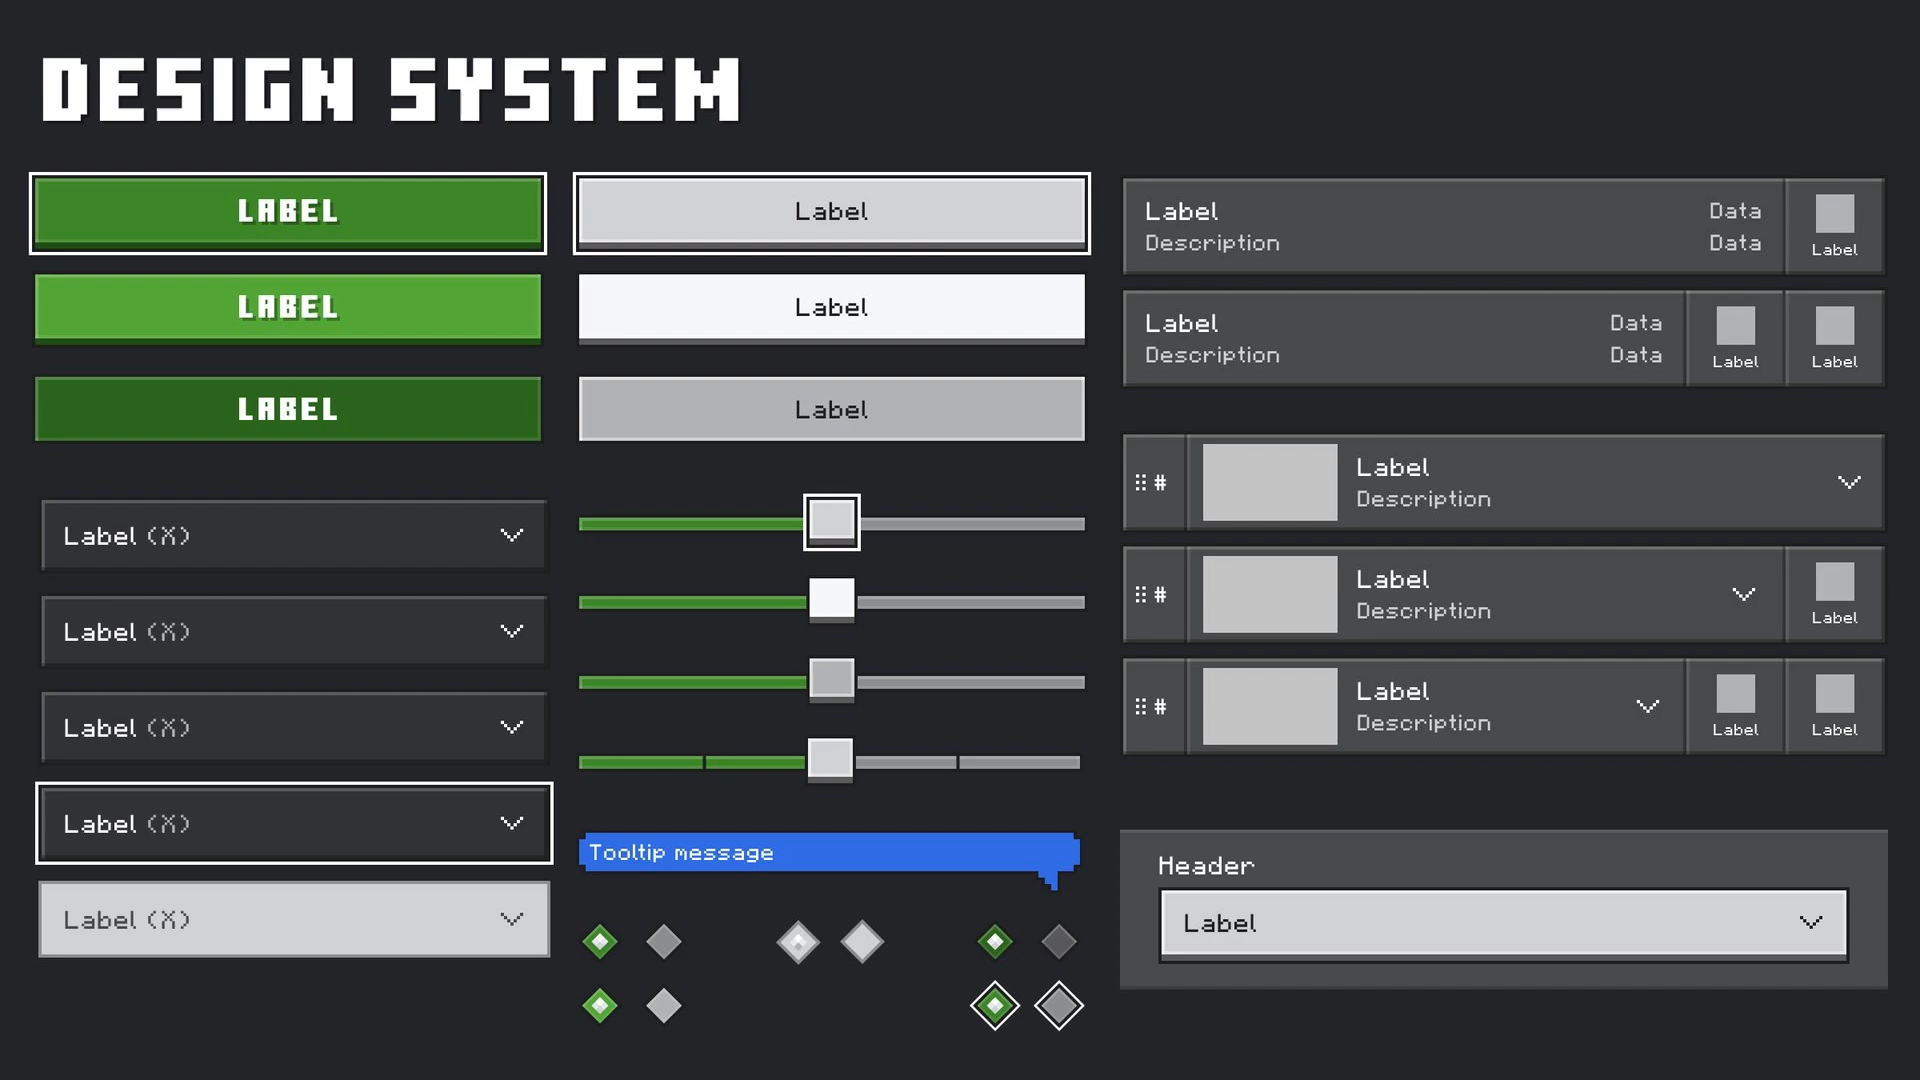 DESIGN SYSTEM
LABEL
LABEL
LABEL
Label (X)
Label (X)
Label (X)
Label (X)
Label (X)
Label
Label
Label
Tooltip message
Label Data
Description Data
Label
Label Data
Description Data
Label Label
# Label
Description
# Label
Description
Label
# Label
Description
Label Label
Header
Label